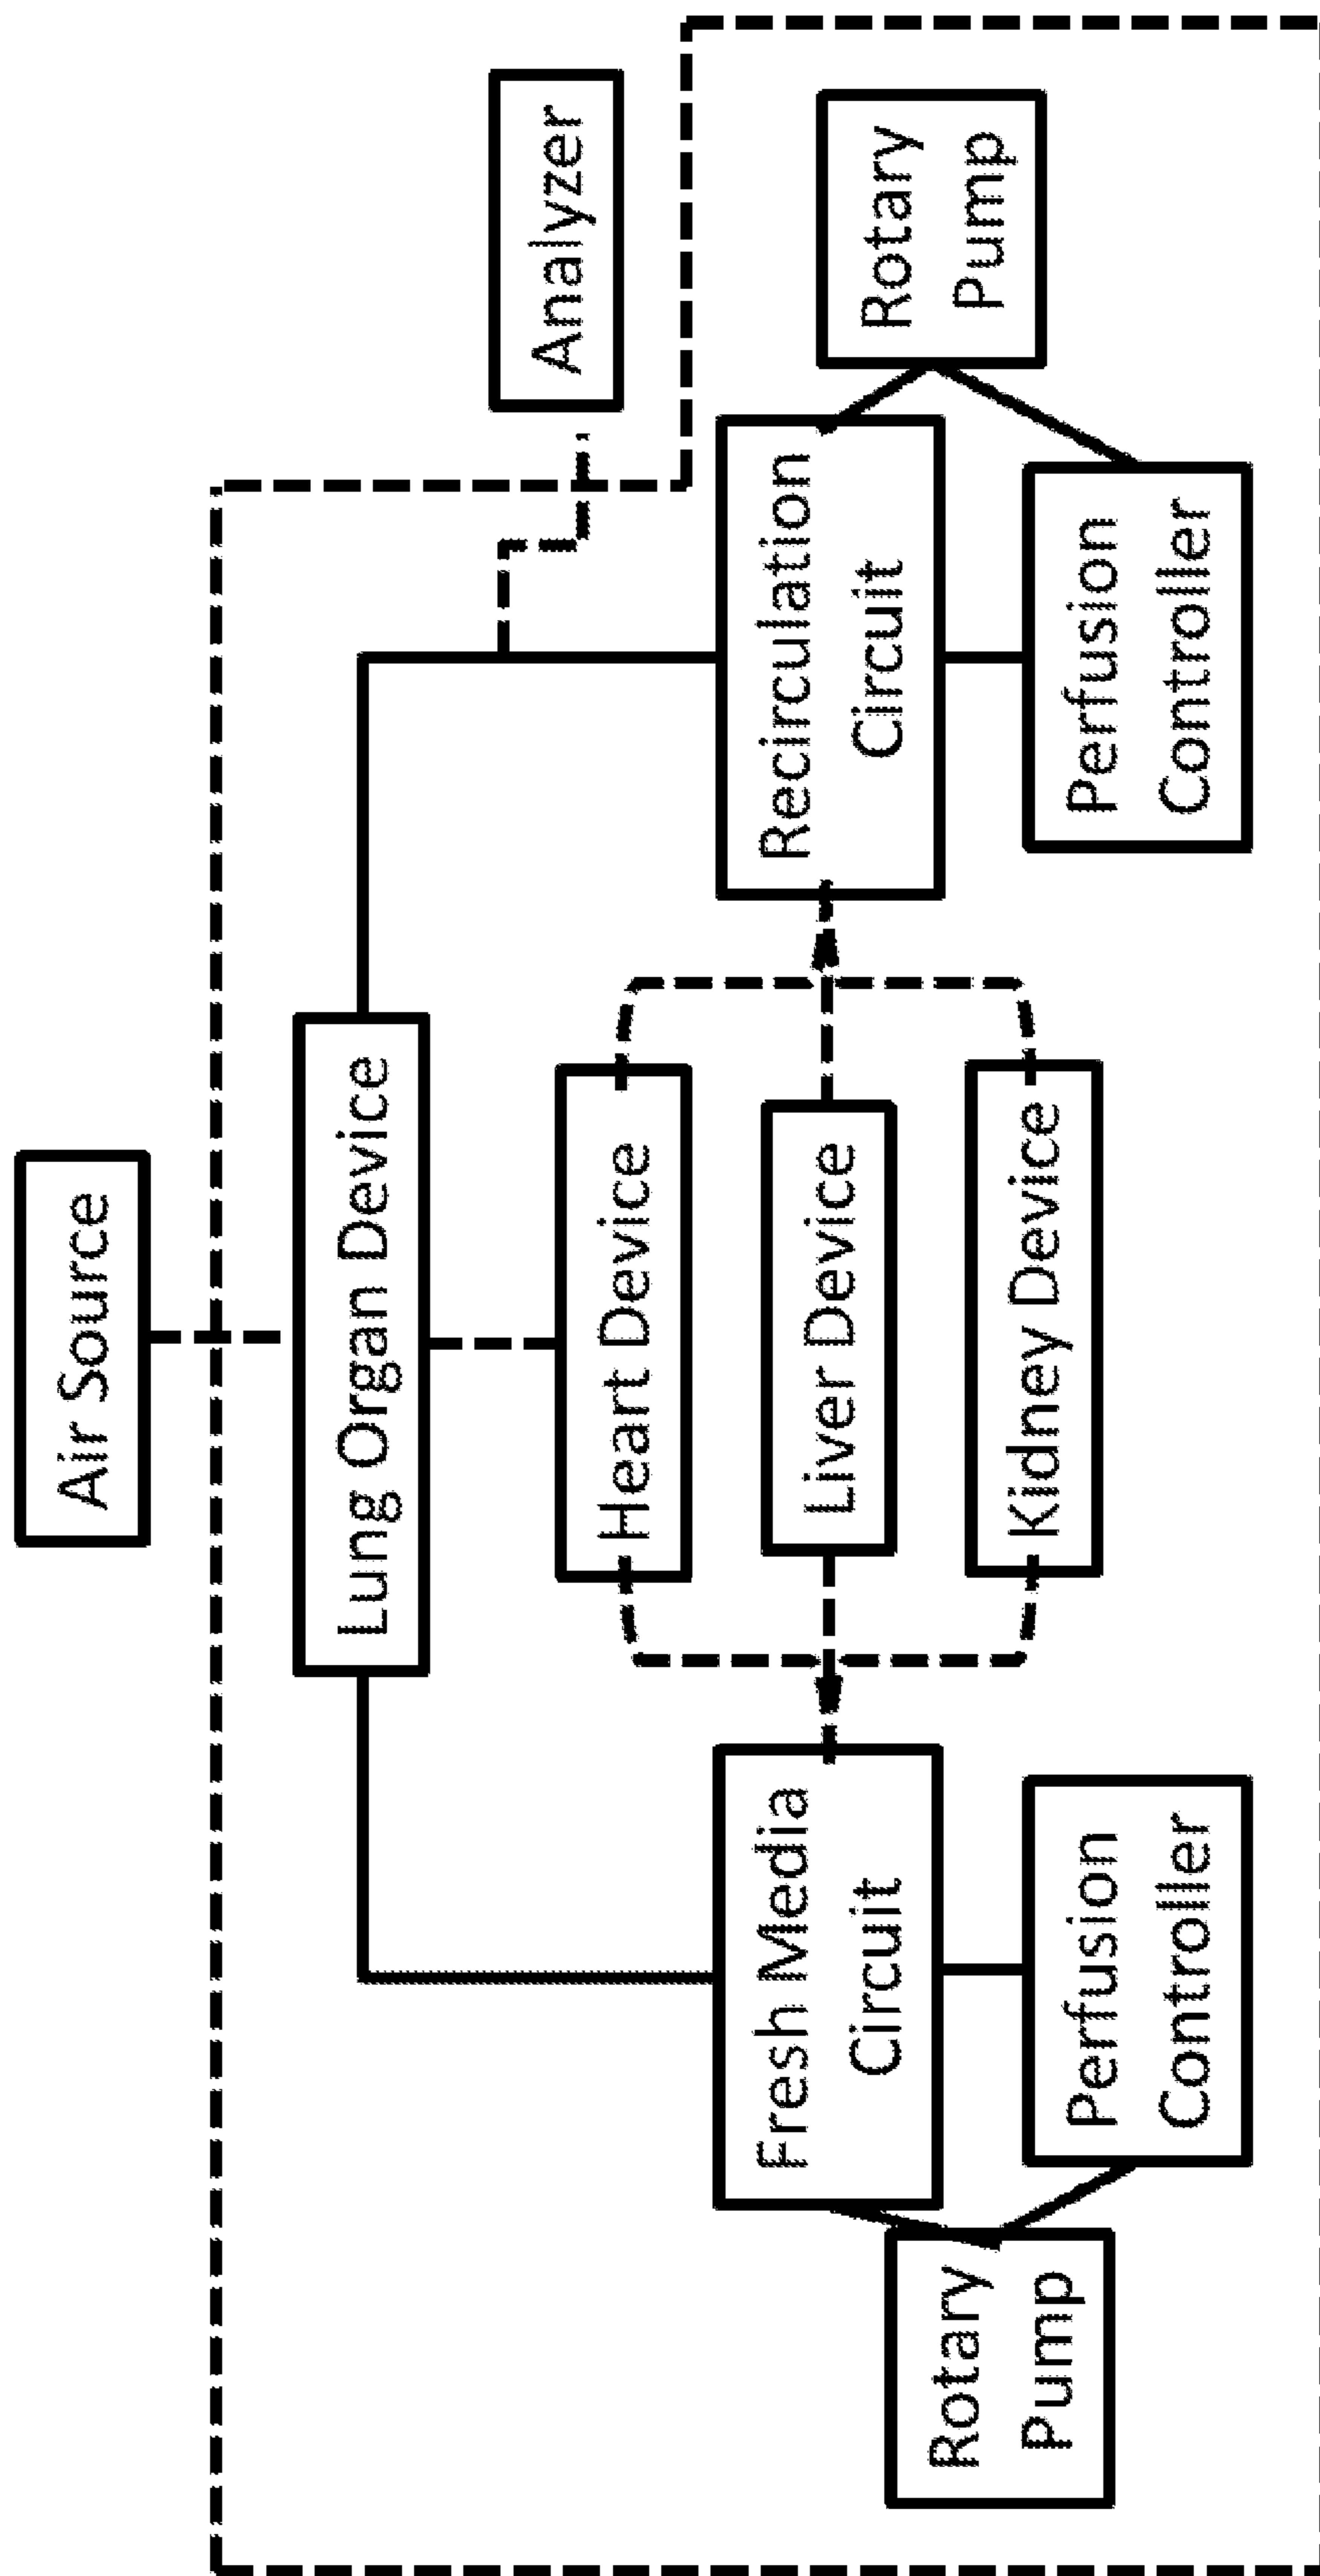 Air Source
Lung Organ Device
Analyzer
Heart Device
Fresh Media
Circuit
Liver Device
Recirculation
Circuit
Rotary
Pump
Rotary
Pump
Perfusion
Controller
Kidney Device
Perfusion
Controller